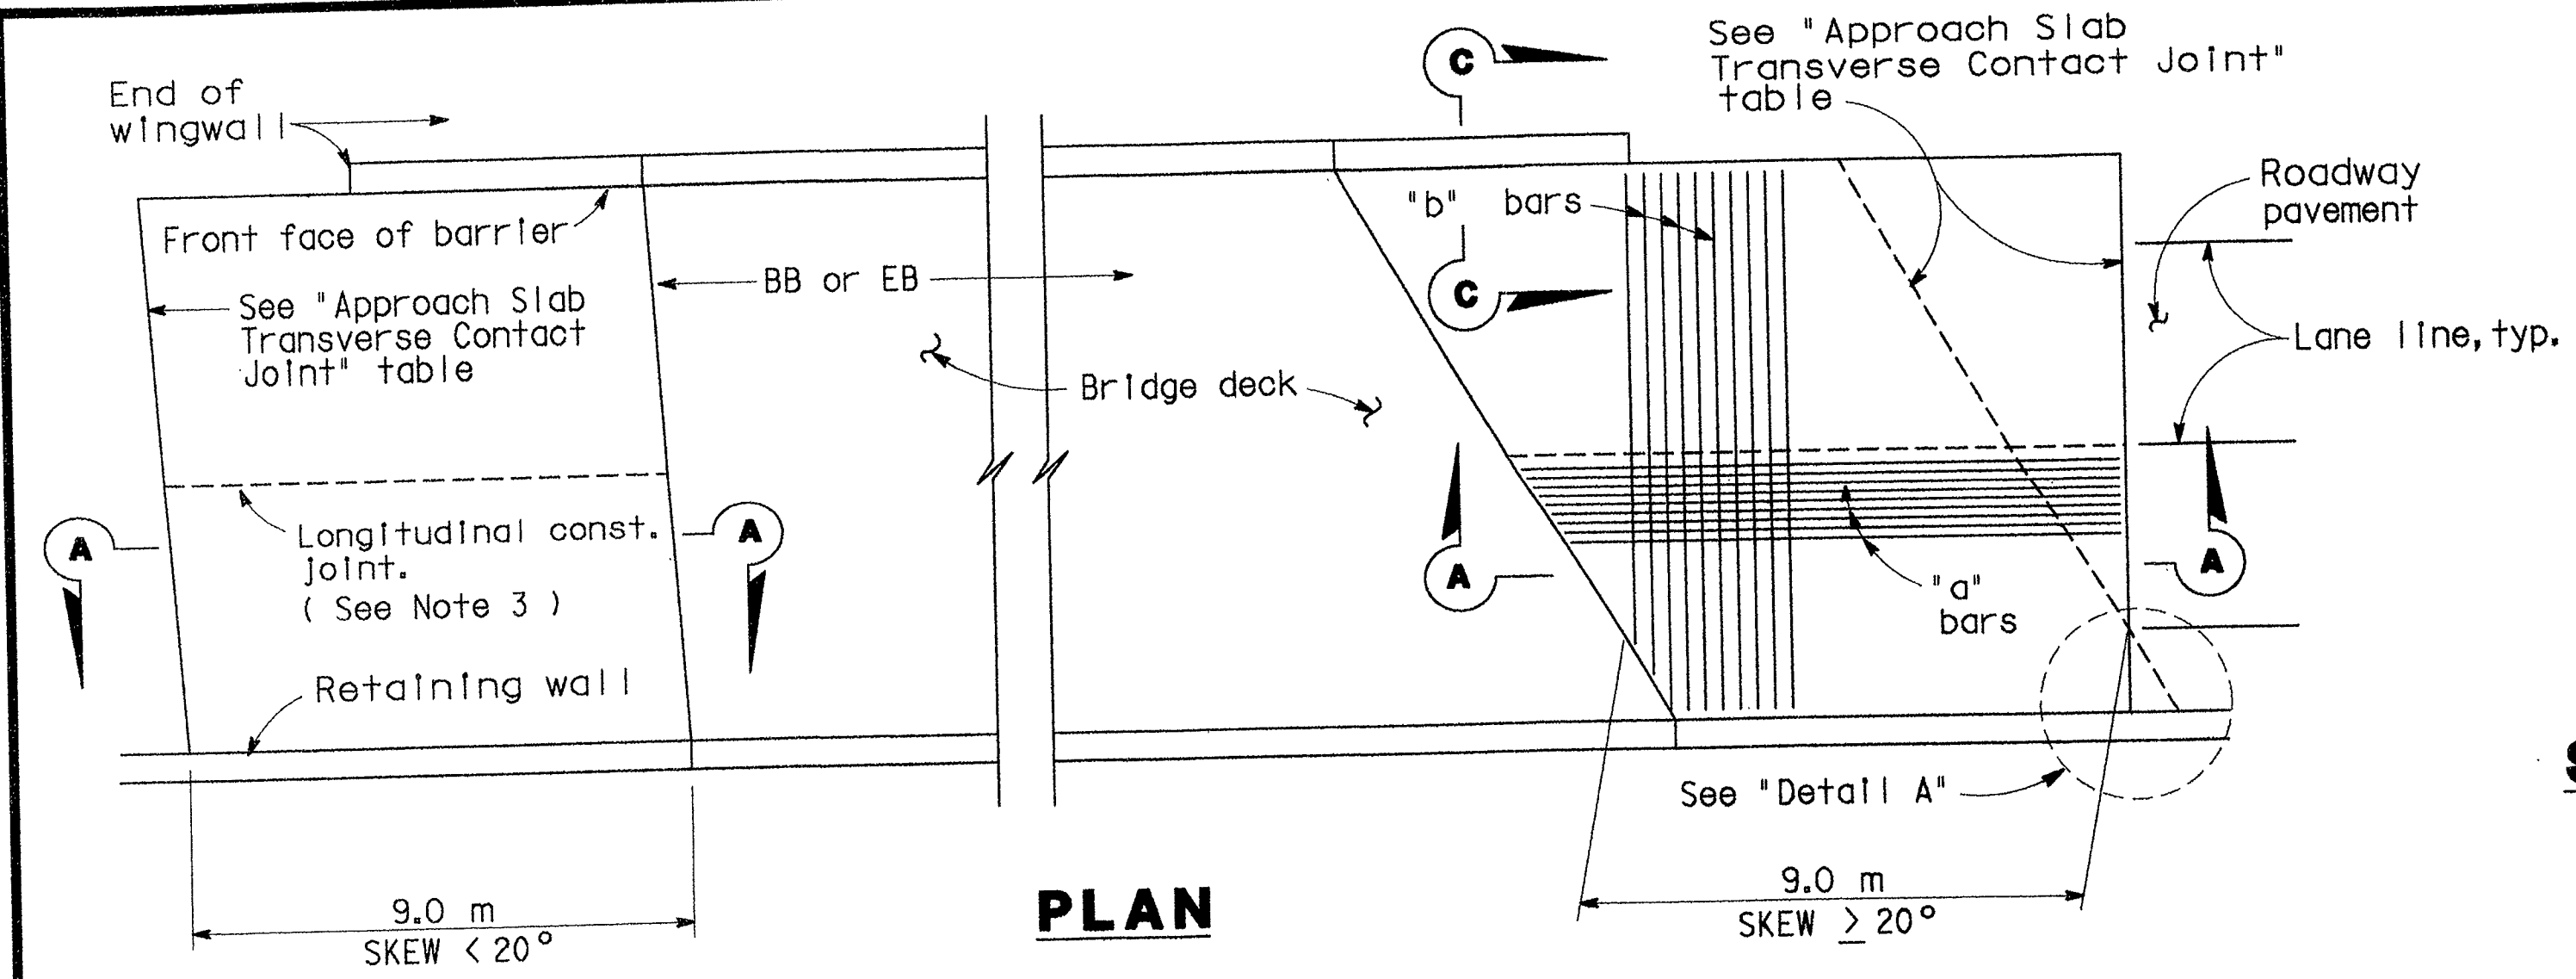 See "Approach Slab
Transverse Contact Joint"
table
C
End of
wingwall
Roadway
pavement
"b" bars
Front face of barrier
BB or EB
C
See "Approach Slab
Transverse Contact
Joint" table
Lane line, typ.
Bridge deck
A
Longitudinal const.
joint.
( See Note 3 )
A
A
"a"
bars
A
Retaining wall
See "Detail A"
9.0 m
SKEW < 20°
PLAN
9.0 m
SKEW ≥ 20°